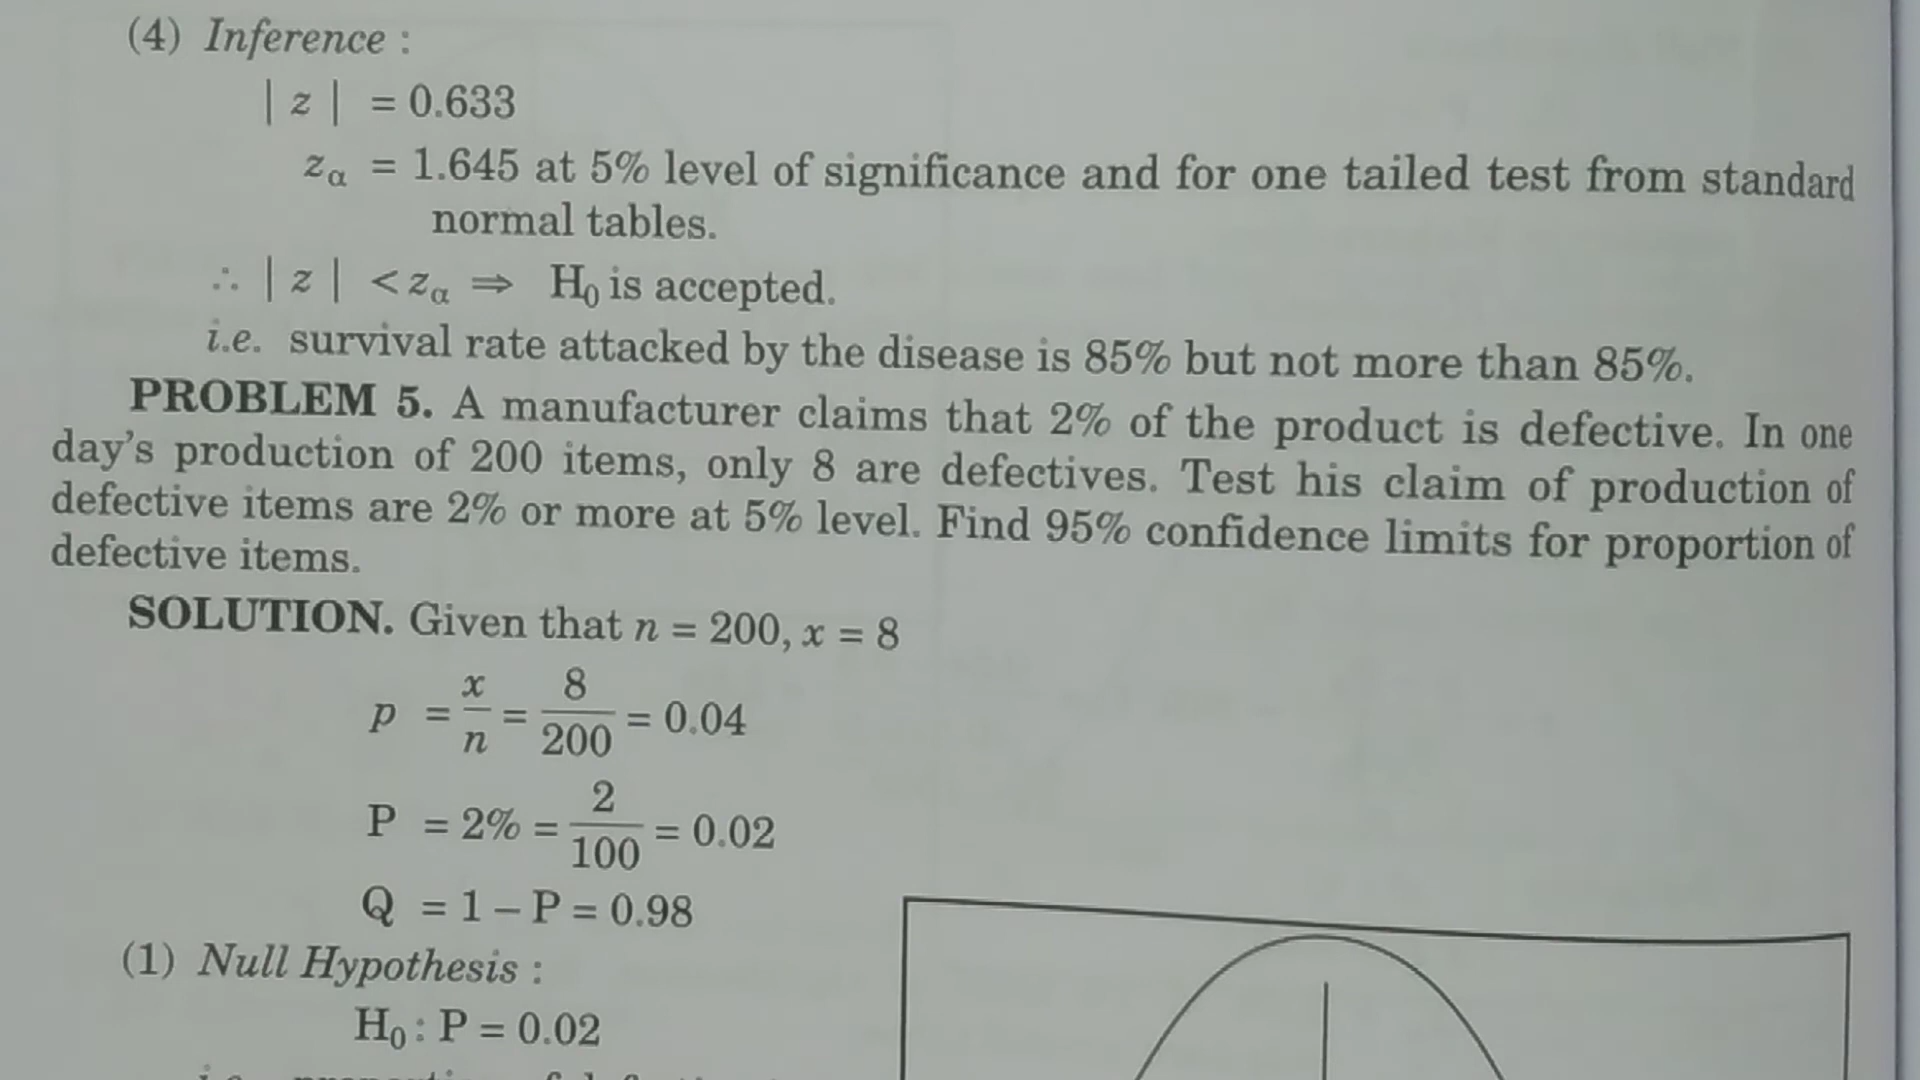 (4) Inference :
| z | = 0.633
zα = 1.645 at 5% level of significance and for one tailed test from standard
normal tables.
∴ | z | < zα ⇒ H0 is accepted.
i.e. survival rate attacked by the disease is 85% but not more than 85%.
PROBLEM 5. A manufacturer claims that 2% of the product is defective. In one
day's production of 200 items, only 8 are defectives. Test his claim of production of
defective items are 2% or more at 5% level. Find 95% confidence limits for proportion of
defective items.
SOLUTION. Given that n = 200, x = 8
p = x/n = 8/200 = 0.04
P = 2% = 2/100 = 0.02
Q = 1 – P = 0.98
(1) Null Hypothesis :
H0 : P = 0.02